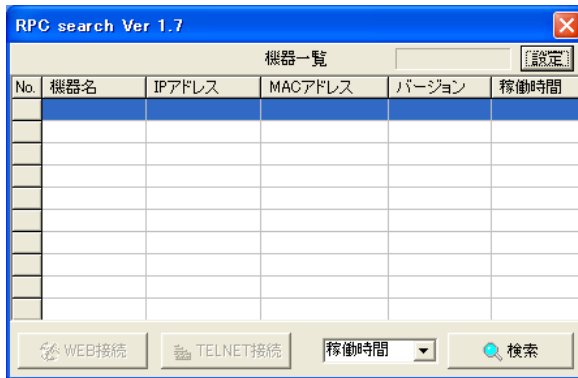 RPC search Ver 1.7
機器一覧 設定
No. 機器名 IPアドレス MACアドレス バージョン 稼働時間
WEB接続 TELNET接続 稼働時間 検索